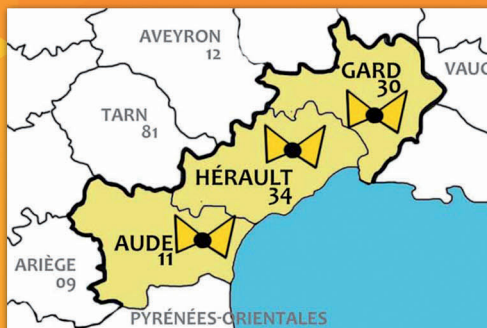 AVEYRON
12
GARD
30
VAUC
TARN
81
HÉRAULT
34
AUDE
11
ARIÈGE
09
PYRÉNÉES-ORIENTALES